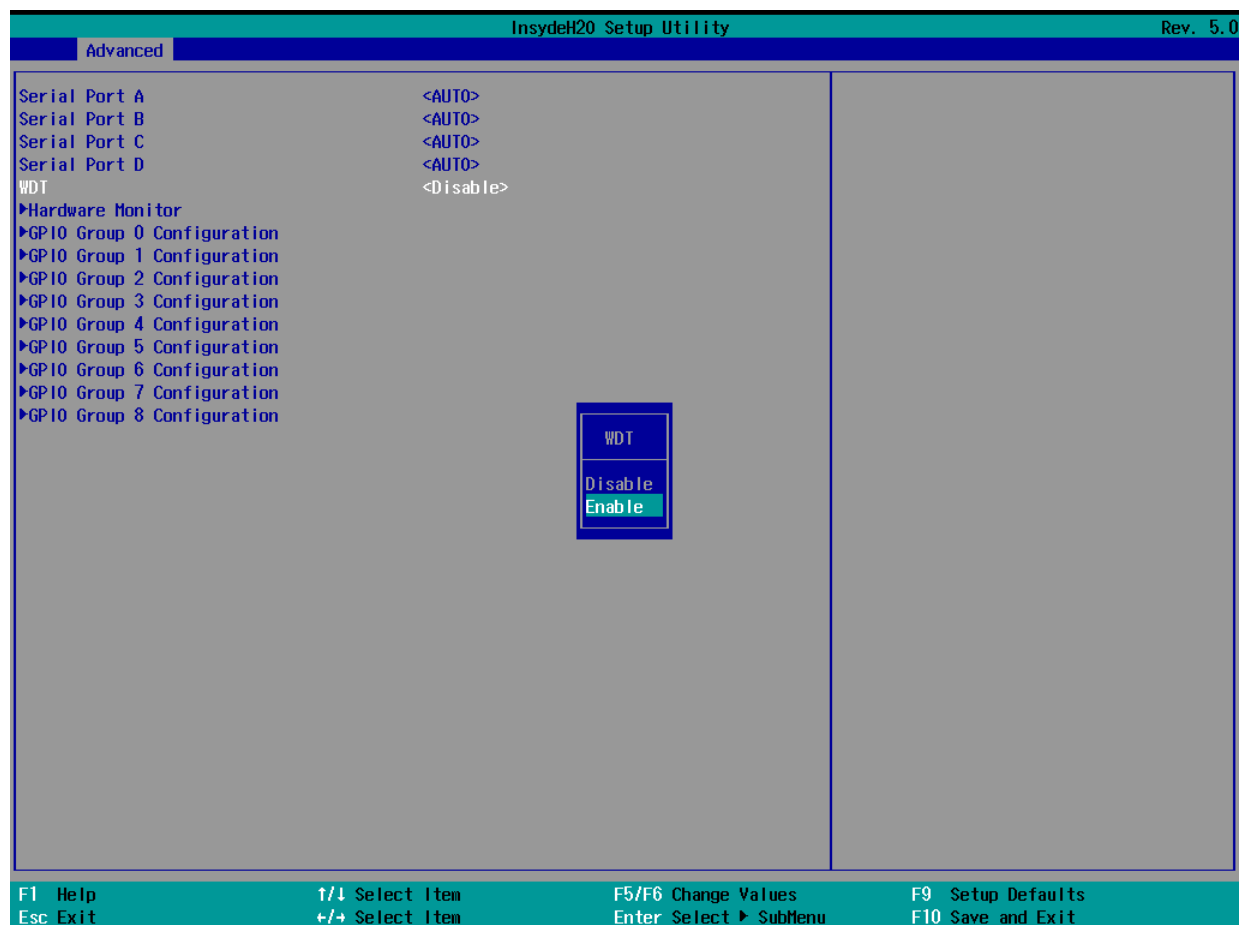 InsydeH20 Setup Utility Rev. 5.0
Advanced
Serial Port A <AUTO>
Serial Port B <AUTO>
Serial Port C <AUTO>
Serial Port D <AUTO>
WDT <Disable>
▶Hardware Monitor
▶GPIO Group 0 Configuration
▶GPIO Group 1 Configuration
▶GPIO Group 2 Configuration
▶GPIO Group 3 Configuration
▶GPIO Group 4 Configuration
▶GPIO Group 5 Configuration
▶GPIO Group 6 Configuration
▶GPIO Group 7 Configuration
▶GPIO Group 8 Configuration
WDT
Disable
Enable
F1 Help ↑/↓ Select Item F5/F6 Change Values F9 Setup Defaults
Esc Exit ←/→ Select Item Enter Select ▶ SubMenu F10 Save and Exit